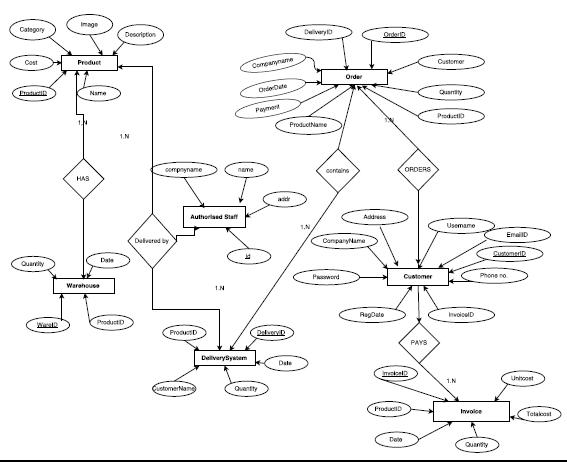 Image
Category
Description
Product
Cost
ProductID
Name
1.N
1.N
HAS
DeliveryID
OrderID
Companyname
Customer
Order
OrderDate
Quantity
Payment
ProductID
ProductName
1.N
contains
ORDERS
compnyname
name
addr
Authorised Staff
id
Delivered by
1.N
1.N
Quantity
Date
Warehouse
WareID
ProductID
Address
Username
CompanyName
EmailID
CustomerID
Password
Customer
Phone no.
RegDate
InvoiceID
PAYS
ProductID
DeliveryID
DeliverySystem
Date
CustomerName
Quantity
InvoiceID
1.N
Unitcost
ProductID
Invoice
Totalcost
Date
Quantity